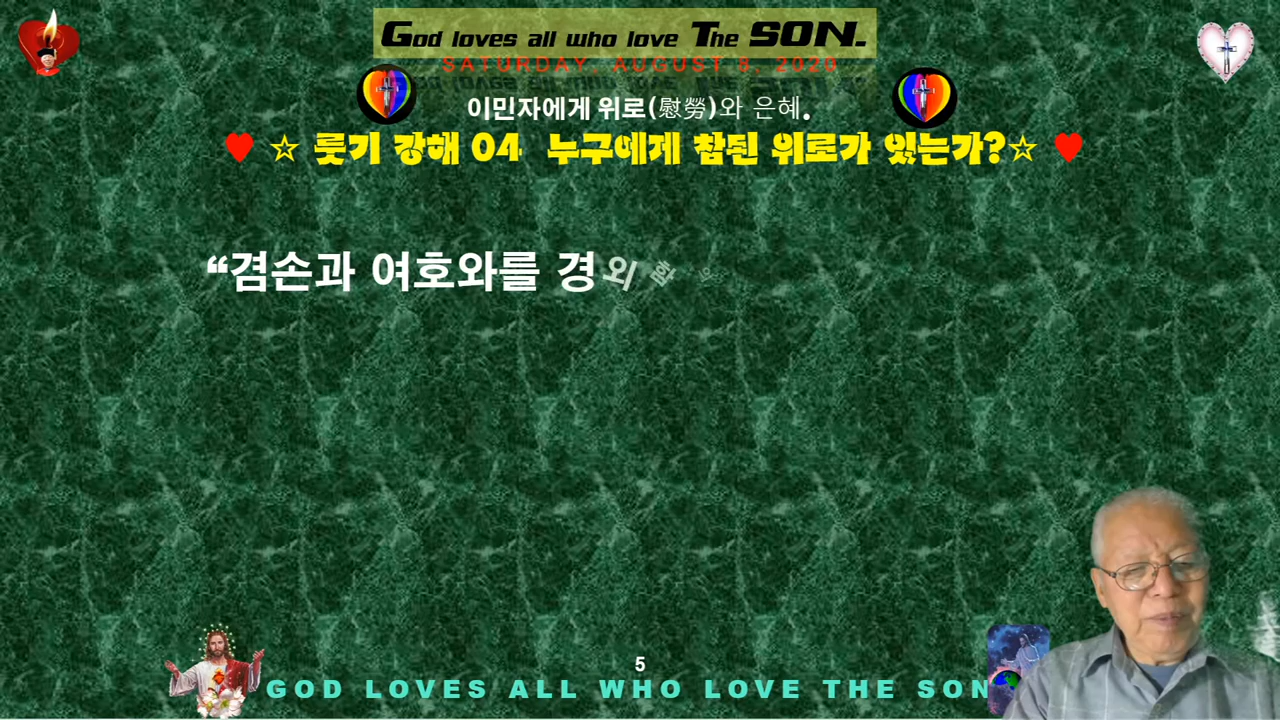 God loves all who love The SON.
SATURDAY, AUGUST 8, 2020
이민자에게 위로(慰勞)와 은혜.
♥ ☆ 룻기 강해 04 누구에게 참된 위로가 있는가?☆ ♥
“겸손과 여호와를 경외함의
5
GOD LOVES ALL WHO LOVE THE SON